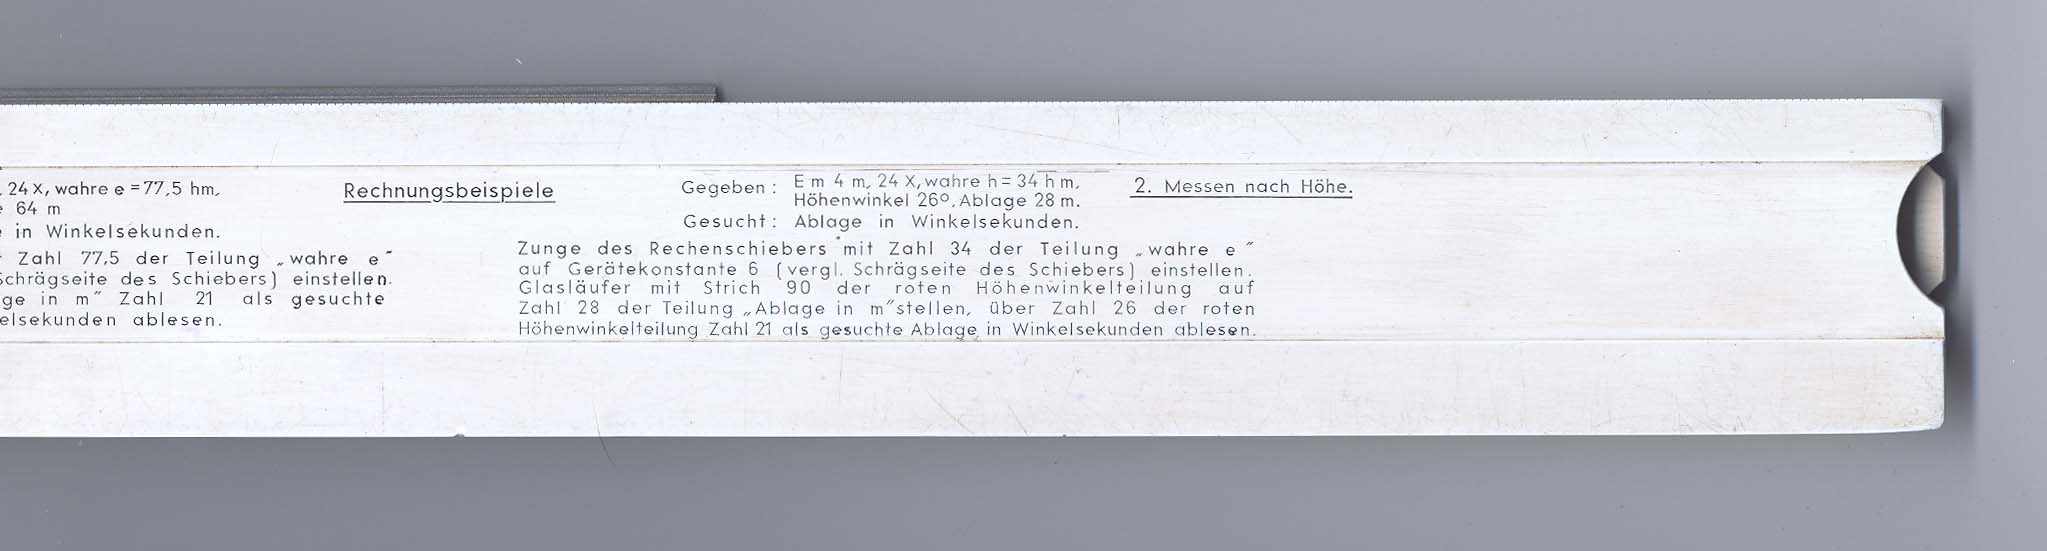 24 X, wahre e = 77,5 hm,
64 m
in Winkelsekunden.
Zahl 77,5 der Teilung „wahre e"
Schrägseite des Schiebers) einstellen.
in m" Zahl 21 als gesuchte
ablesen.
Rechnungsbeispiele
Gegeben: Em 4 m, 24 X, wahre h = 34 h m,
Höhenwinkel 26°, Ablage 28 m.
Gesucht: Ablage in Winkelsekunden.
2. Messen nach Höhe.
Zunge des Rechenschiebers mit Zahl 34 der Teilung „wahre e"
auf Gerätekonstante 6 (vergl. Schrägseite des Schiebers) einstellen.
Glasläufer mit Strich 90 der roten Höhenwinkelteilung auf
Zahl 28 der Teilung „Ablage in m" stellen, über Zahl 26 der roten
Höhenwinkelteilung Zahl 21 als gesuchte Ablage in Winkelsekunden ablesen.